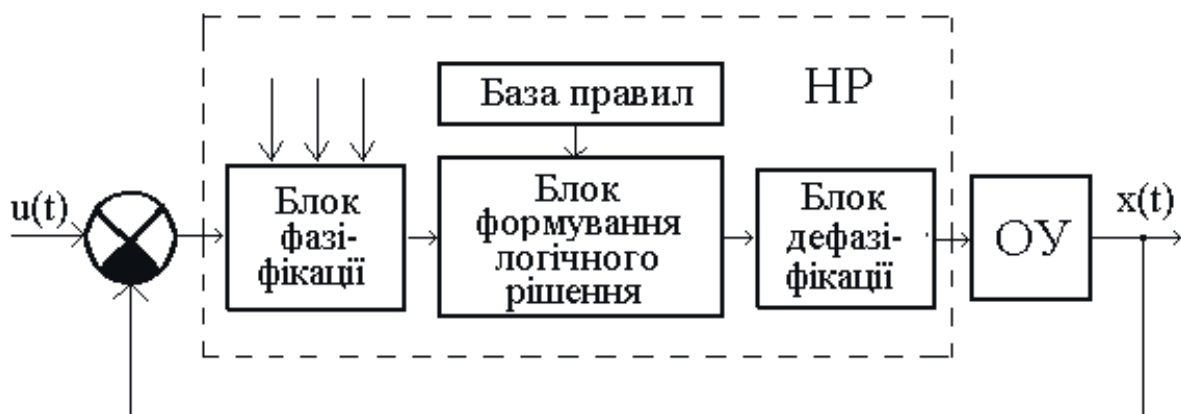 База правил
НР
u(t)
Блок
фазі-
фікації
Блок
формування
логічного
рішення
Блок
дефазі-
фікації
ОУ
x(t)